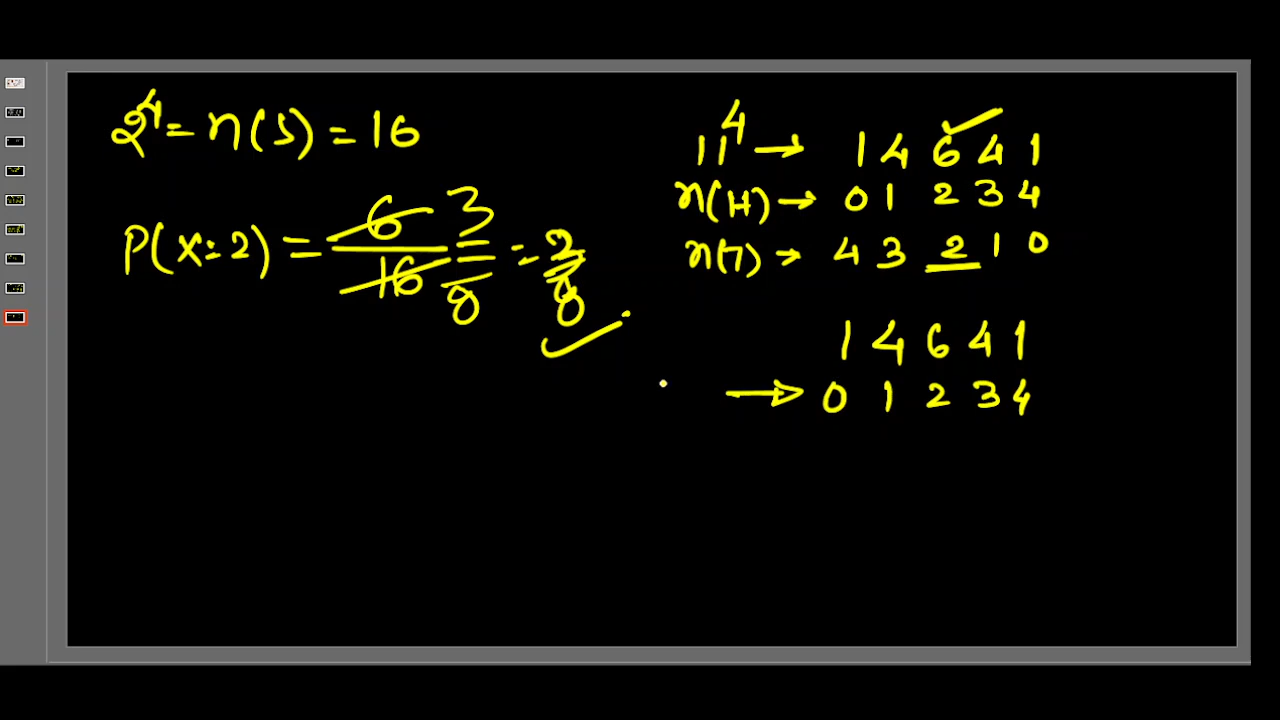 2⁴ = n(S) = 16
P(X=2) = 6/16 = 3/8 = 3/8
11⁴ → 1 4 6 4 1
n(H) → 0 1 2 3 4
n(T) → 4 3 2 1 0
1 4 6 4 1
→ 0 1 2 3 4